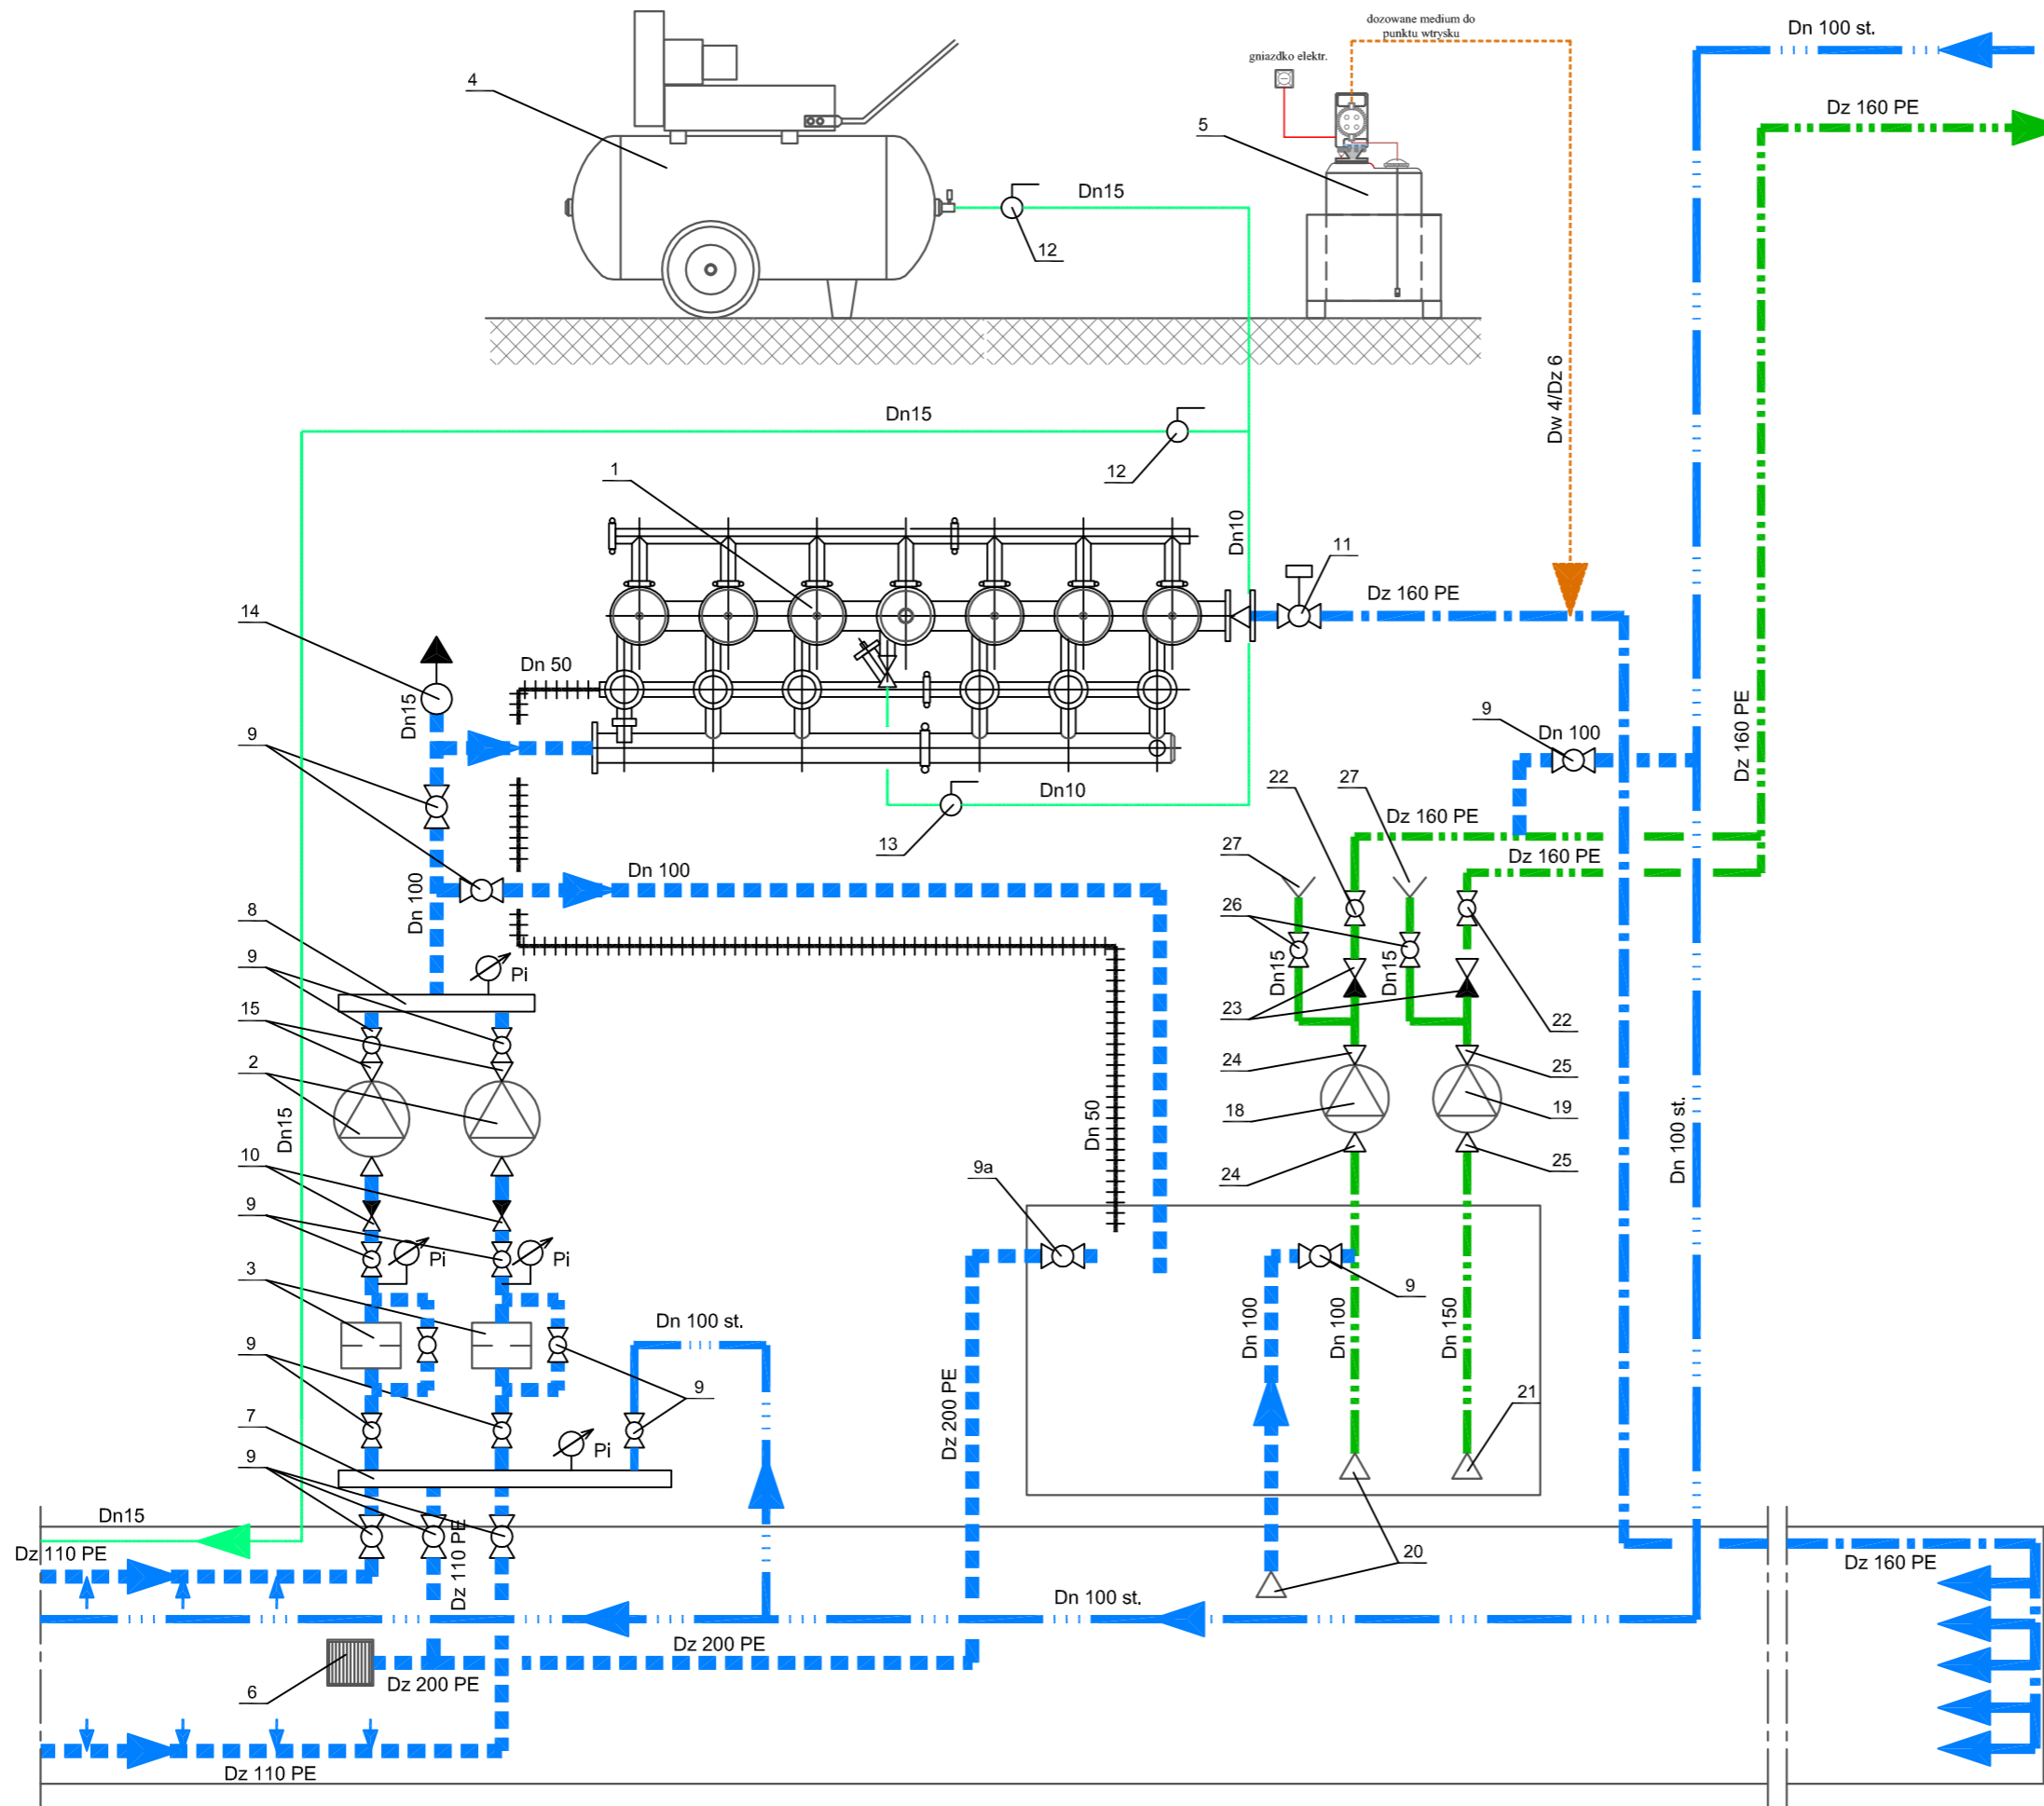 dozowane medium do
punktu wtrysku
Dn 100 st.
gniazdko elektr.
4
Dz 160 PE
5
Dn15
12
Dw 4/Dz 6
Dn15
12
1
Dn10
11
Dz 160 PE
14
Dn 50
Dn15
9
9
Dn 100
Dz 160 PE
22
27
Dn10
13
Dz 160 PE
27
Dz 160 PE
Dn 100
Dn 100
8
26
9
Pi
Dn15
Dn15
15
23
22
2
24
25
Dn15
18
19
Dn 50
Dn 100 st.
10
9a
24
25
9
Pi
Pi
3
9
Dn 100 st.
Dn 100
Dn 100
Dn 150
9
9
21
7
Pi
Dz 200 PE
9
Dn15
Dz 110 PE
Dz 110 PE
20
Dz 160 PE
Dn 100 st.
Dz 200 PE
6
Dz 200 PE
Dz 110 PE